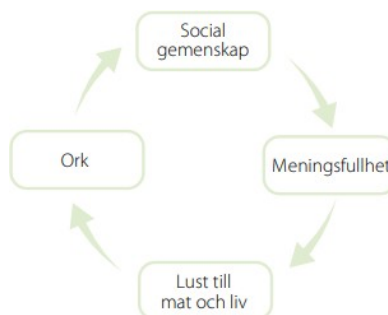 Social
gemenskap
Ork
Meningsfullhet
Lust till
mat och liv